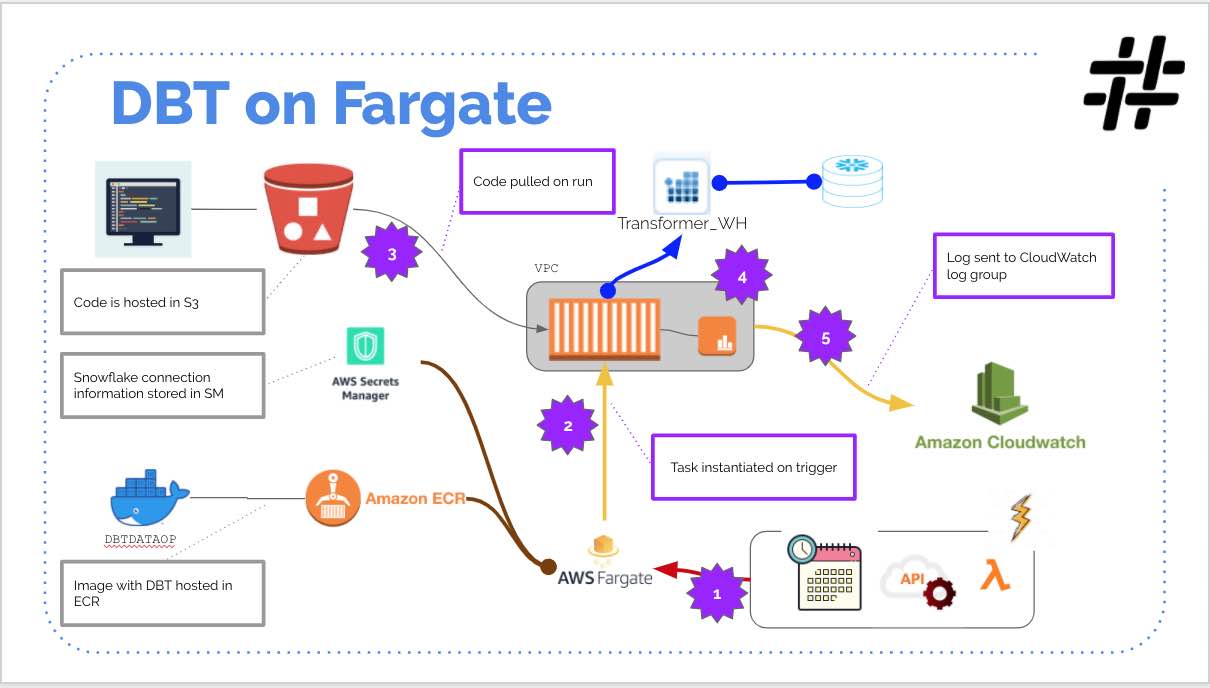 DBT on Fargate
Code pulled on run
Transformer_WH
3
VPC
4
Log sent to CloudWatch
log group
Code is hosted in S3
5
Snowflake connection
information stored in SM
AWS Secrets
Manager
2
Amazon Cloudwatch
Task instantiated on trigger
Amazon ECR
DBTDATAOP
Image with DBT hosted in
ECR
AWS Fargate
1
API
λ